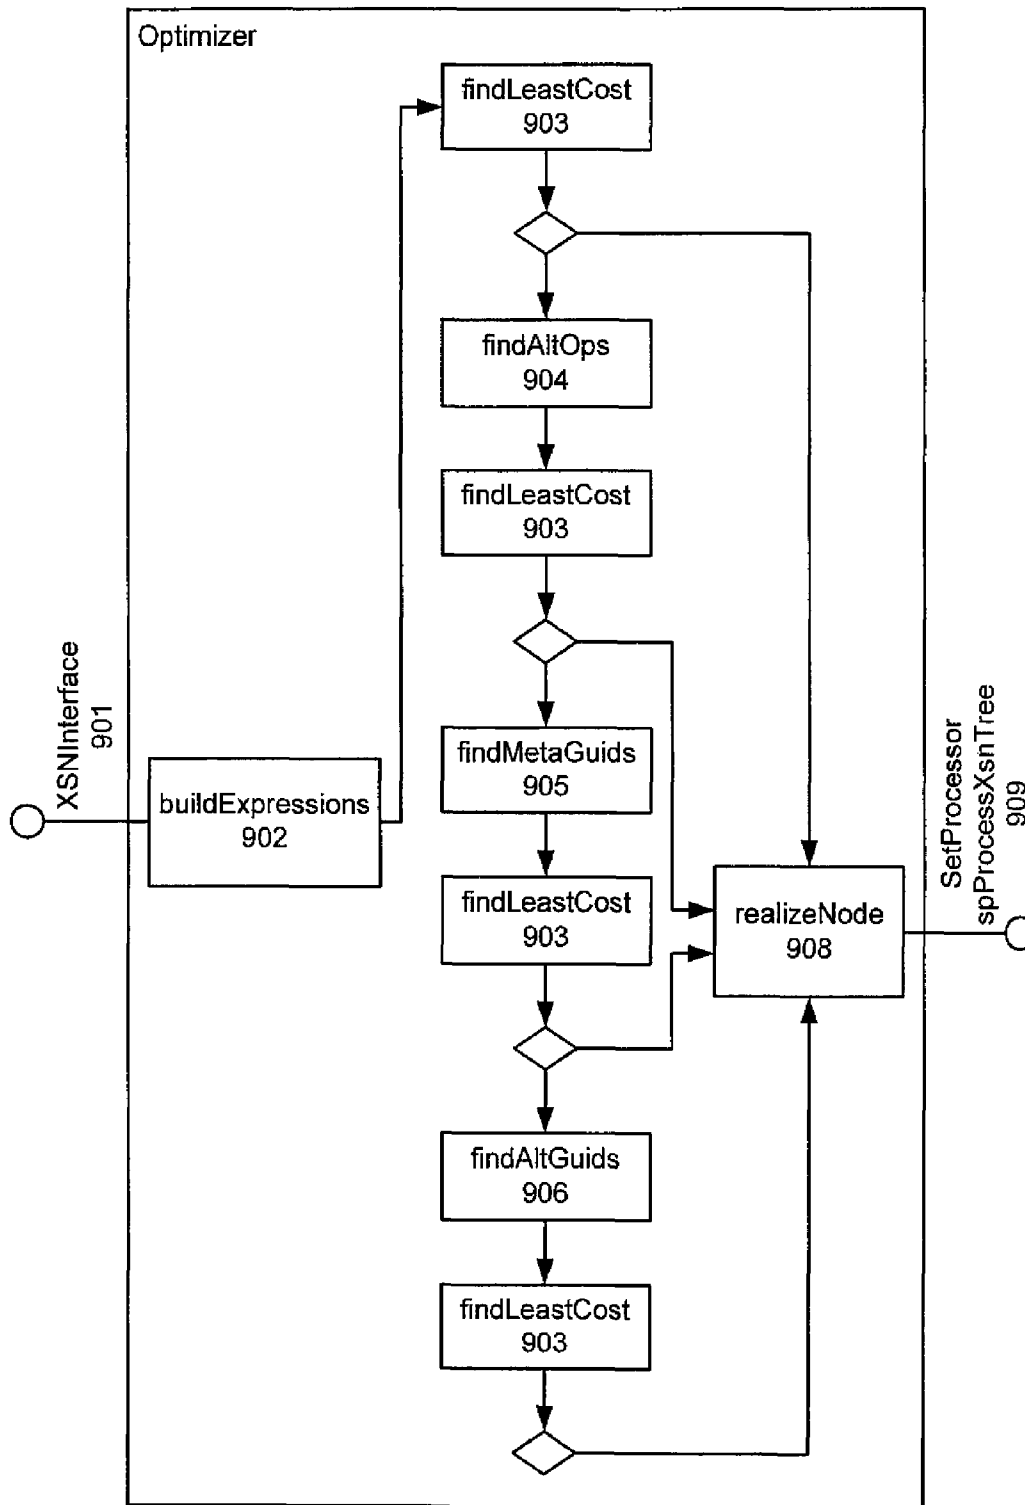 Optimizer
findLeastCost
903
findAltOps
904
findLeastCost
903
XSNInterface
901
buildExpressions
902
findMetaGuids
905
findLeastCost
903
realizeNode
908
SetProcessor
spProcessXsnTree
909
findAltGuids
906
findLeastCost
903